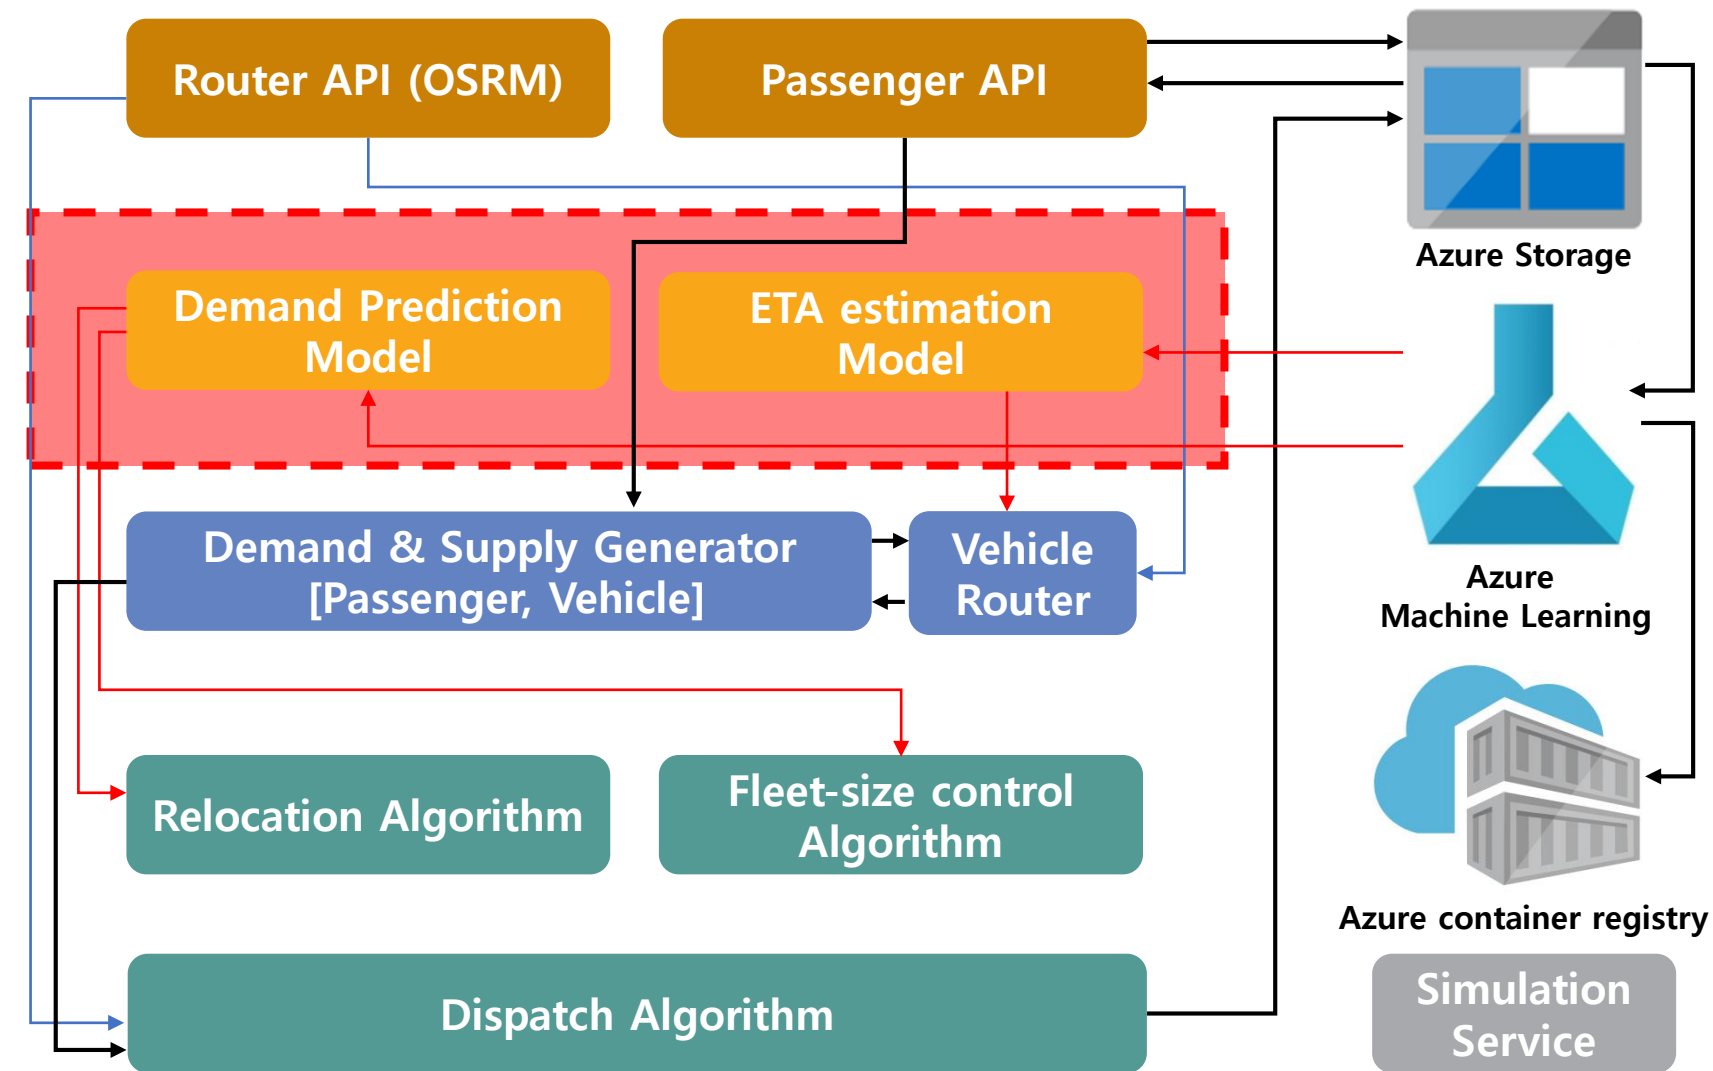 Router API (OSRM)
Passenger API
Azure Storage
Demand Prediction
Model
ETA estimation
Model
Demand & Supply Generator
[Passenger, Vehicle]
Vehicle
Router
Azure
Machine Learning
Relocation Algorithm
Fleet-size control
Algorithm
Azure container registry
Dispatch Algorithm
Simulation
Service